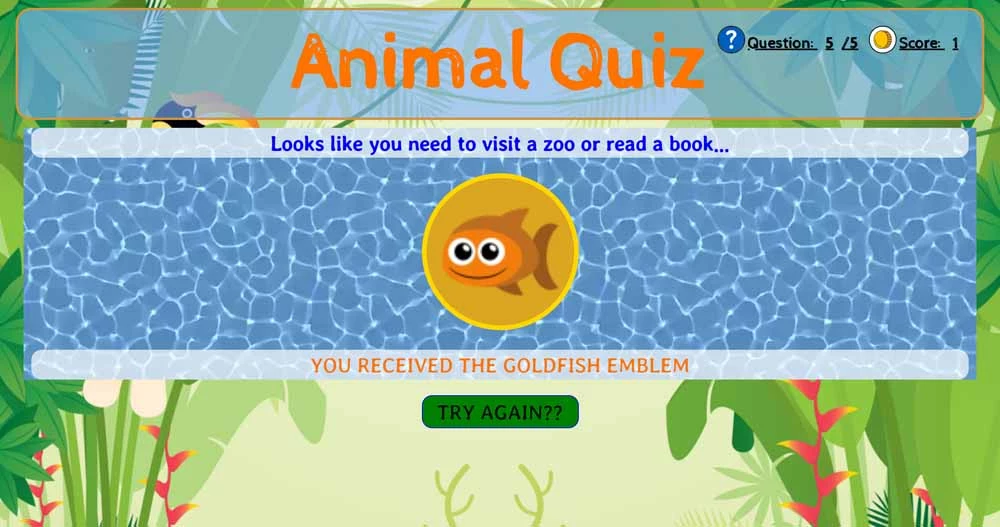 Animal Quiz
Question: 5 /5 Score: 1
Looks like you need to visit a zoo or read a book...
YOU RECEIVED THE GOLDFISH EMBLEM
TRY AGAIN??